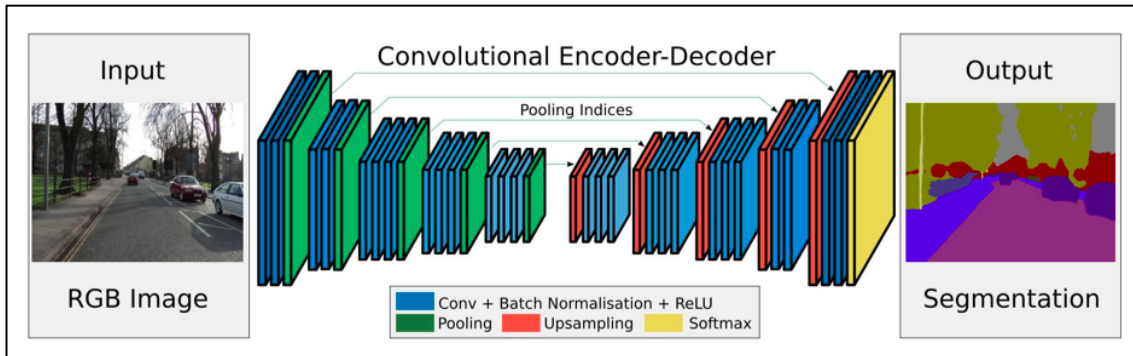 Convolutional Encoder-Decoder
Input
RGB Image
Pooling Indices
Output
Segmentation
Conv + Batch Normalisation + ReLU
Pooling
Upsampling
Softmax